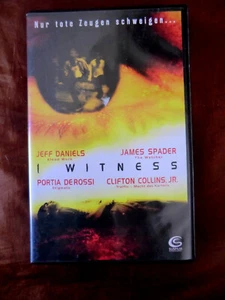 Nur tote Zeugen schweigen...
JEFF DANIELS
JAMES SPADER
I WITNESS
PORTIA DEROSSI
CLIFTON COLLINS, JR.